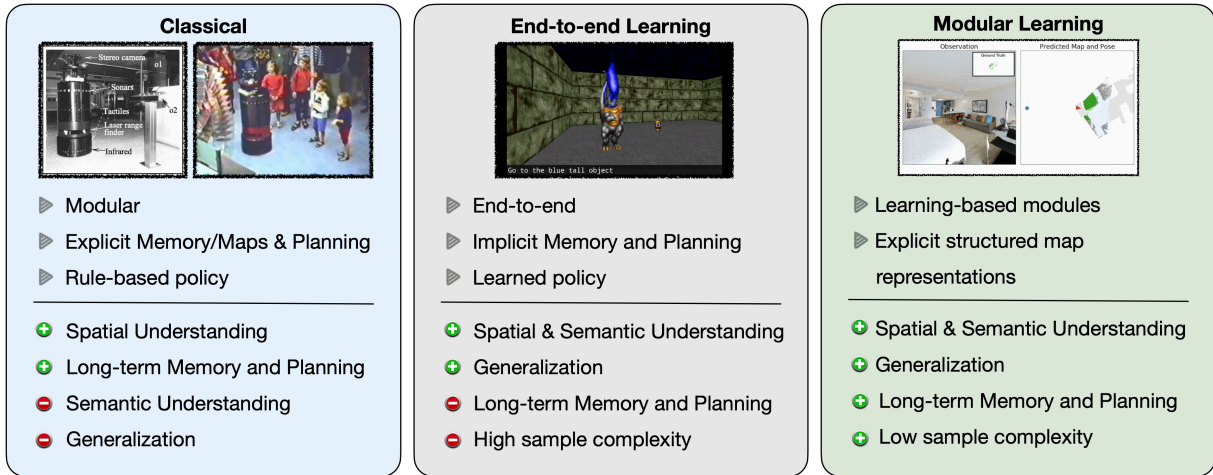 Classical
Stereo camera
o1
Sonars
o2
Tactiles
Laser range
finder
Infrared
Modular
Explicit Memory/Maps & Planning
Rule-based policy
Spatial Understanding
Long-term Memory and Planning
Semantic Understanding
Generalization
End-to-end Learning
Go to the blue tall object
End-to-end
Implicit Memory and Planning
Learned policy
Spatial & Semantic Understanding
Generalization
Long-term Memory and Planning
High sample complexity
Modular Learning
Observation
Predicted Map and Pose
Ground Truth
Learning-based modules
Explicit structured map
representations
Spatial & Semantic Understanding
Generalization
Long-term Memory and Planning
Low sample complexity